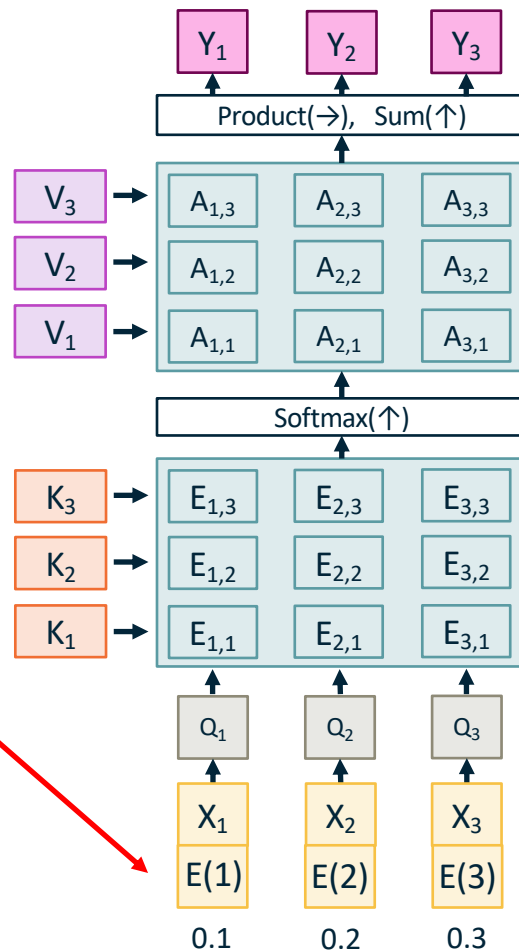 Y₁ Y₂ Y₃
Product(→), Sum(↑)
V₃ A₁,₃ A₂,₃ A₃,₃
V₂ A₁,₂ A₂,₂ A₃,₂
V₁ A₁,₁ A₂,₁ A₃,₁
Softmax(↑)
K₃ E₁,₃ E₂,₃ E₃,₃
K₂ E₁,₂ E₂,₂ E₃,₂
K₁ E₁,₁ E₂,₁ E₃,₁
Q₁ Q₂ Q₃
X₁ X₂ X₃
E(1) E(2) E(3)
0.1 0.2 0.3